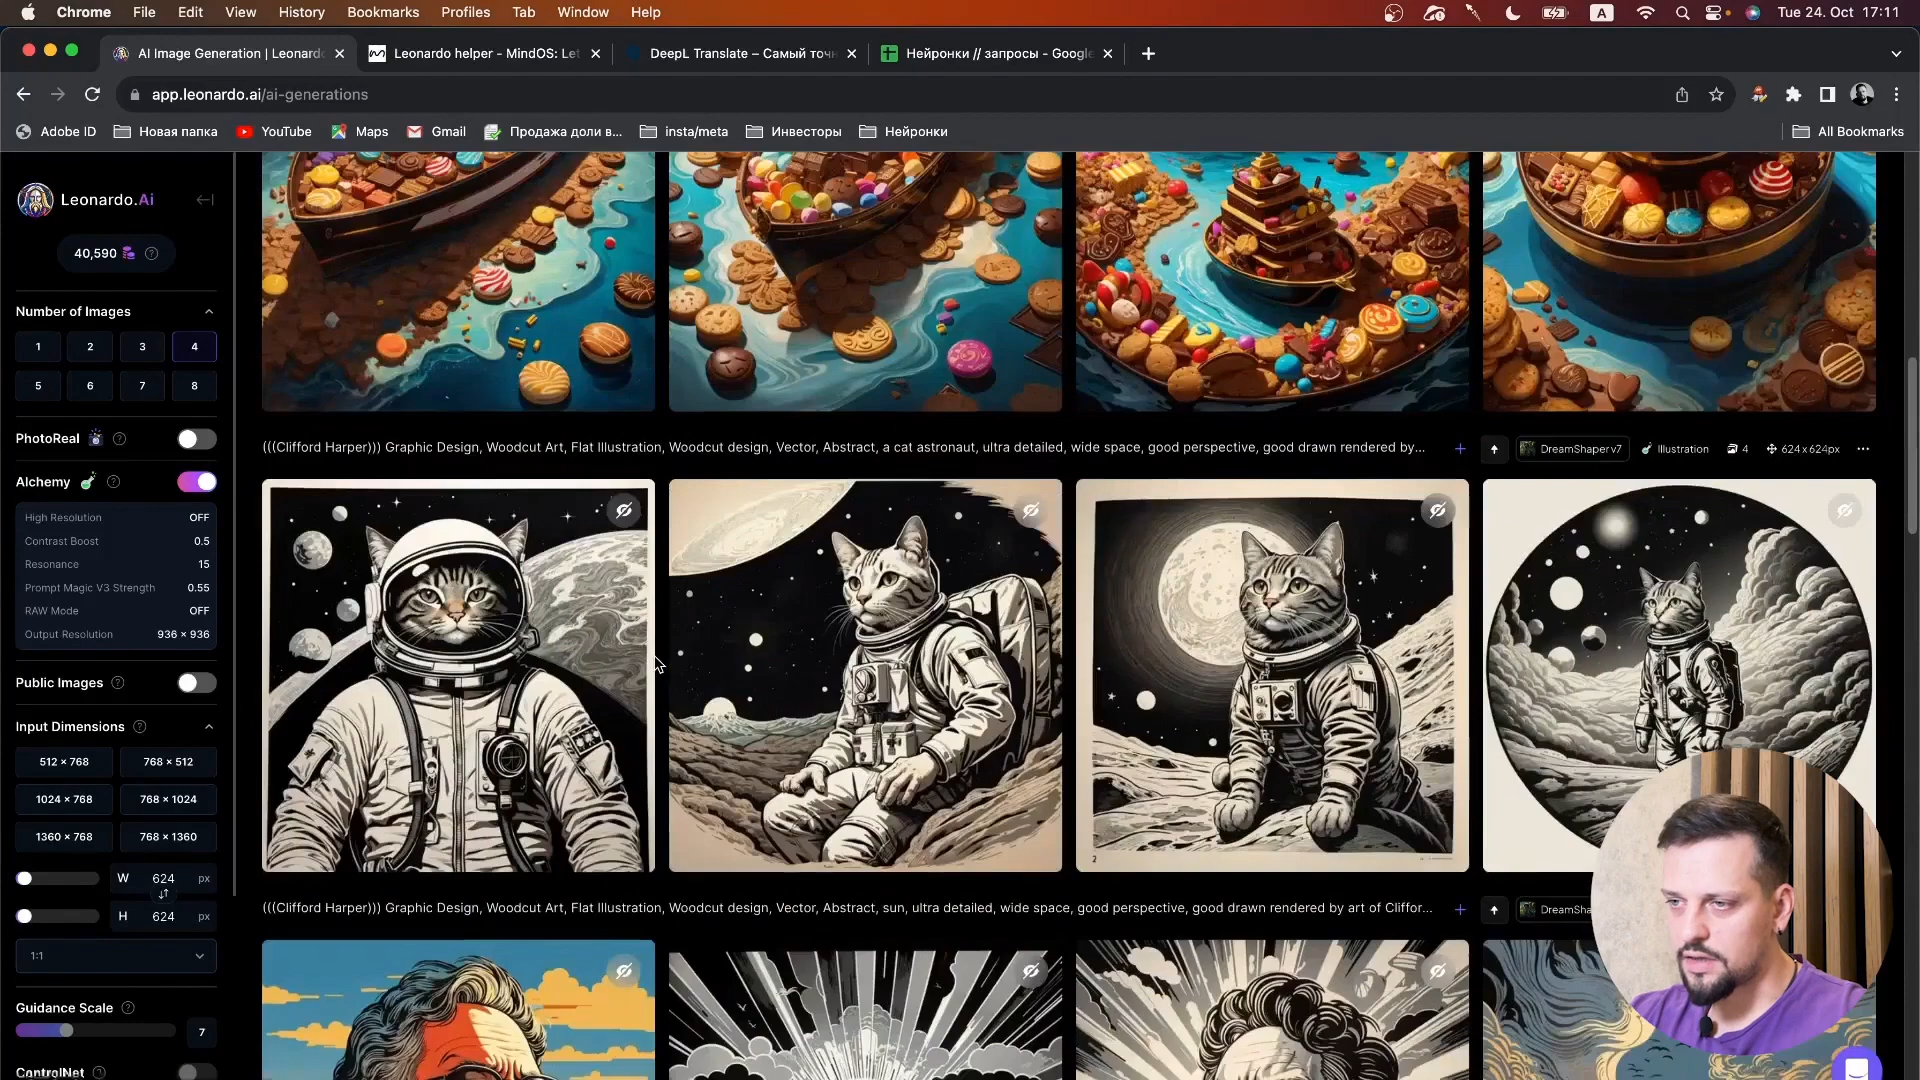 Chrome File Edit View History Bookmarks Profiles Tab Window Help A Tue 24. Oct 17:11
AI Image Generation | Leonardo Leonardo helper - MindOS: Let DeepL Translate – Самый точн Нейронки // запросы - Google
app.leonardo.ai/ai-generations
Adobe ID Новая папка YouTube Maps Gmail Продажа доли в... insta/meta Инвесторы Нейронки All Bookmarks
Leonardo.Ai
40,590
Number of Images
1 2 3 4
5 6 7 8
PhotoReal
Alchemy
High Resolution OFF
Contrast Boost 0.5
Resonance 15
Prompt Magic V3 Strength 0.55
RAW Mode OFF
Output Resolution 936 × 936
Public Images
Input Dimensions
512 × 768 768 × 512
1024 × 768 768 × 1024
1360 × 768 768 × 1360
W 624 px
H 624 px
1:1
Guidance Scale
7
ControlNet
(((Clifford Harper))) Graphic Design, Woodcut Art, Flat Illustration, Woodcut design, Vector, Abstract, a cat astronaut, ultra detailed, wide space, good perspective, good drawn rendered by... DreamShaper v7 Illustration 4 624x624px
2
(((Clifford Harper))) Graphic Design, Woodcut Art, Flat Illustration, Woodcut design, Vector, Abstract, sun, ultra detailed, wide space, good perspective, good drawn rendered by art of Cliffor... DreamSha